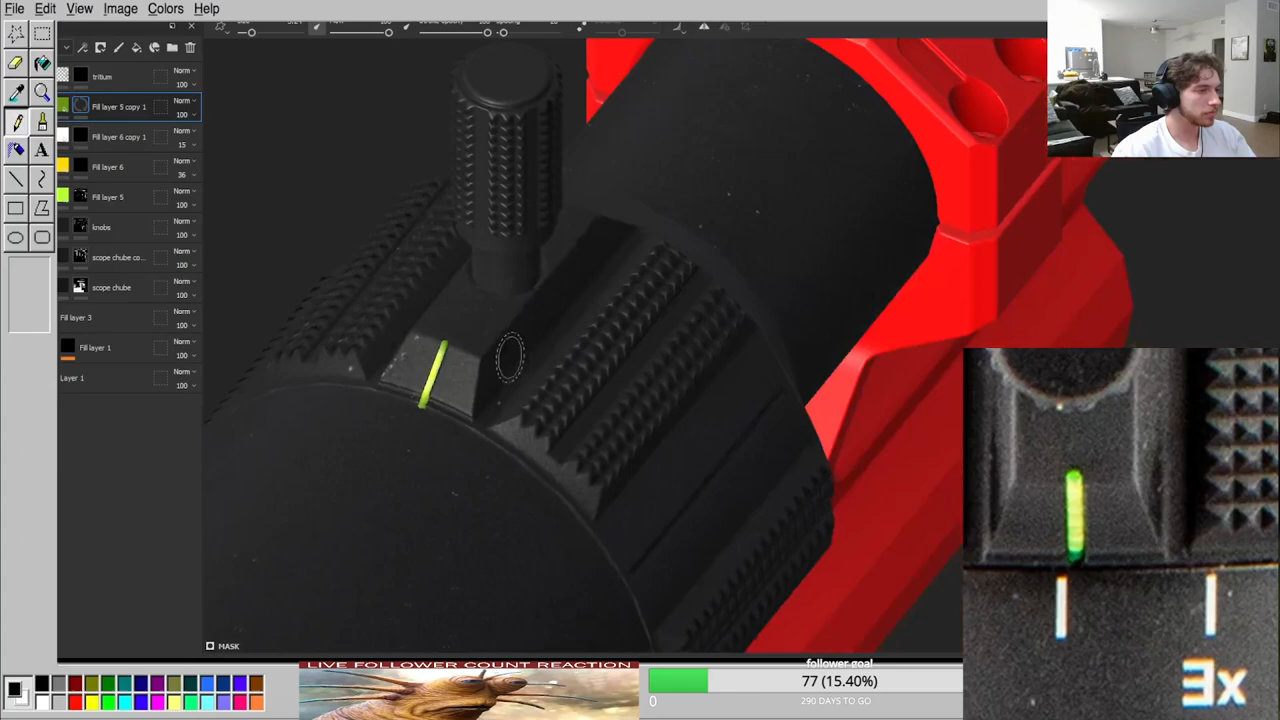 File Edit View Image Colors Help
tritium
Norm
100
Fill layer 5 copy 1
Norm
100
Fill layer 6 copy 1
Norm
15
Fill layer 6
Norm
36
Fill layer 5
Norm
100
knobs
Norm
100
scope chube co...
Norm
100
scope chube
Norm
100
Fill layer 3
Norm
100
Fill layer 1
Norm
100
Layer 1
Norm
100
MASK
3x
LIVE FOLLOWER COUNT REACTION
follower goal
77 (15.40%)
0
290 DAYS TO GO